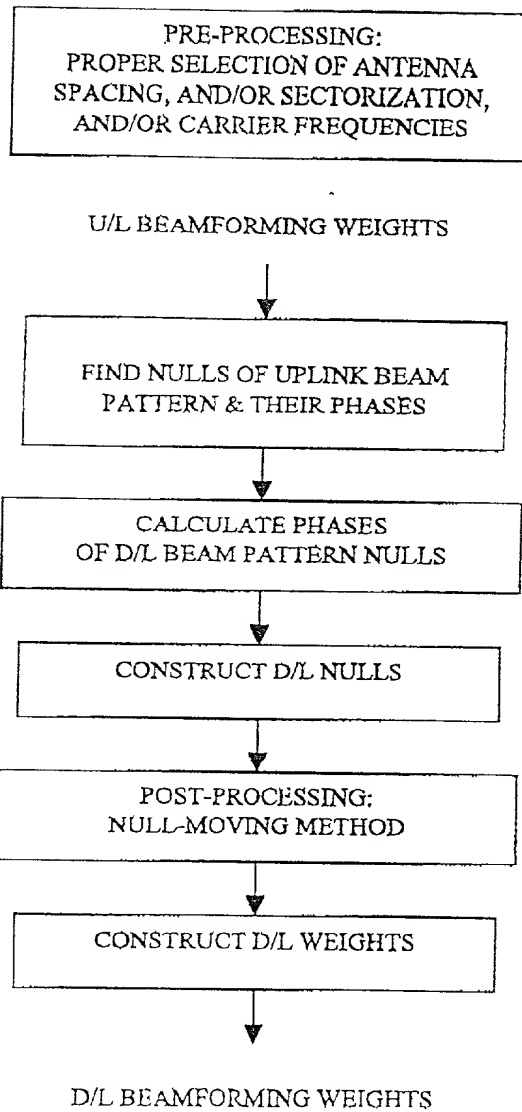 PRE-PROCESSING:
PROPER SELECTION OF ANTENNA
SPACING, AND/OR SECTORIZATION,
AND/OR CARRIER FREQUENCIES
U/L BEAMFORMING WEIGHTS
FIND NULLS OF UPLINK BEAM
PATTERN & THEIR PHASES
CALCULATE PHASES
OF D/L BEAM PATTERN NULLS
CONSTRUCT D/L NULLS
POST-PROCESSING:
NULL-MOVING METHOD
CONSTRUCT D/L WEIGHTS
D/L BEAMFORMING WEIGHTS